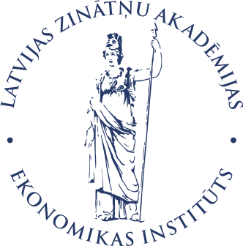 LATVIJAS ZINĀTŅU AKADĒMIJAS
EKONOMIKAS INSTITŪTS